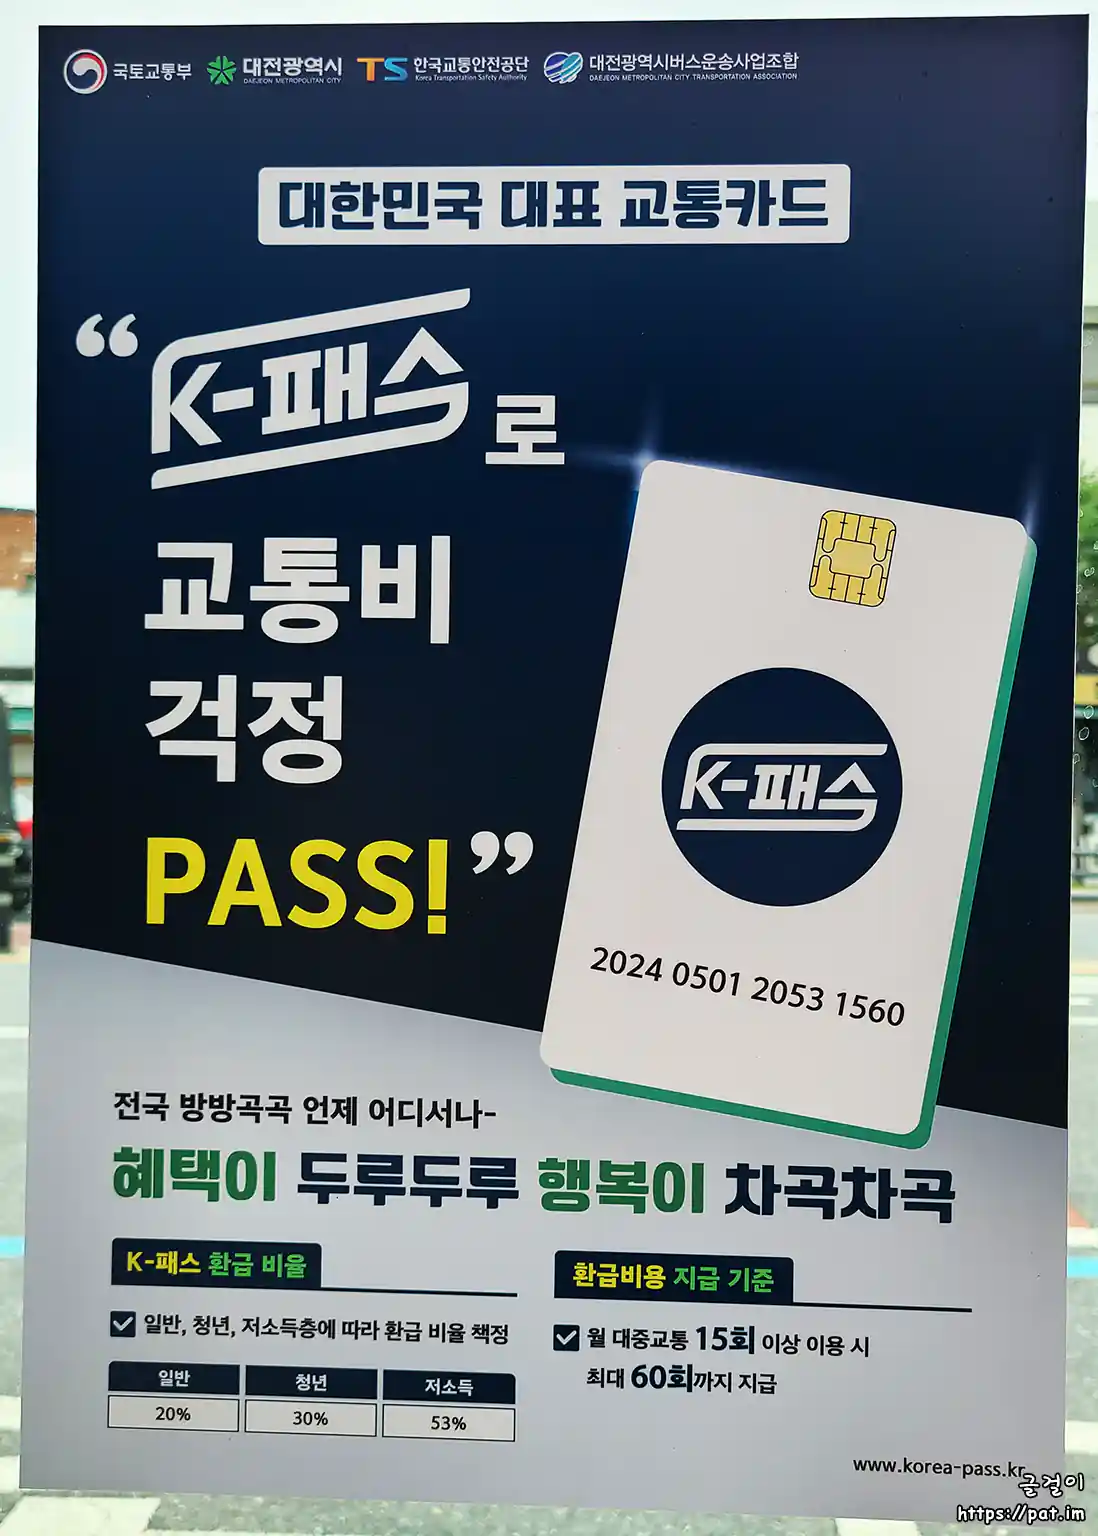 국토교통부 대전광역시 TS 한국교통안전공단 대전광역시버스운송사업조합
DAEJEON METROPOLITAN CITY Korea Transportation Safety Authority DAEJEON METROPOLITAN CITY TRANSPORTATION ASSOCIATION
대한민국 대표 교통카드
“K-패스로
교통비
걱정
PASS!”
K-패스
2024 0501 2053 1560
전국 방방곡곡 언제 어디서나-
혜택이 두루두루 행복이 차곡차곡
K-패스 환급 비율
일반, 청년, 저소득층에 따라 환급 비율 책정
일반 청년 저소득
20% 30% 53%
환급비용 지급 기준
월 대중교통 15회 이상 이용 시
최대 60회까지 지급
www.korea-pass.kr
글걸이
https://pat.im